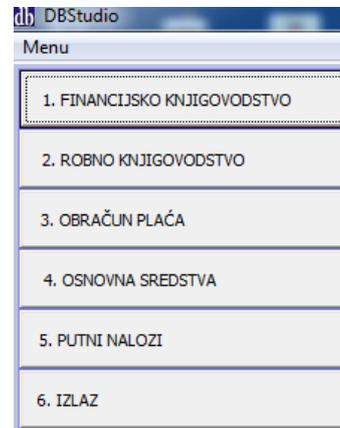 db DBStudio
Menu
1. FINANCIJSKO KNJIGOVODSTVO
2. ROBNO KNJIGOVODSTVO
3. OBRAČUN PLAĆA
4. OSNOVNA SREDSTVA
5. PUTNI NALOZI
6. IZLAZ